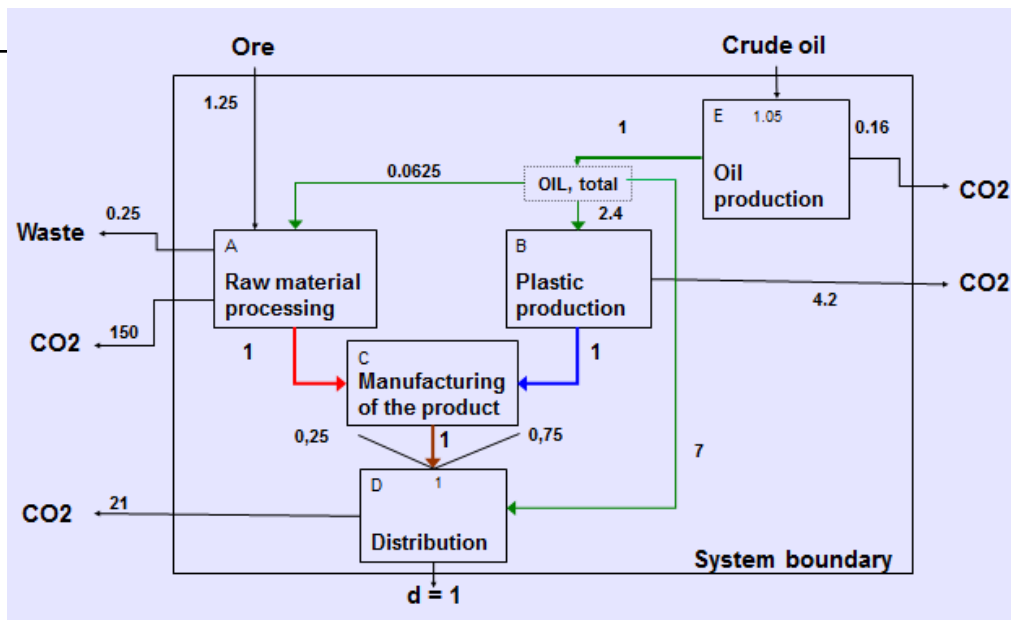 Ore
Crude oil
1.25
E 1.05
1
0.16
Oil
production
0.0625
OIL, total
CO2
0.25
2.4
Waste
A
Raw material
processing
B
Plastic
production
CO2
4.2
150
CO2
1
1
C
Manufacturing
of the product
0,25
1
0,75
7
D 1
21
CO2
Distribution
System boundary
d = 1